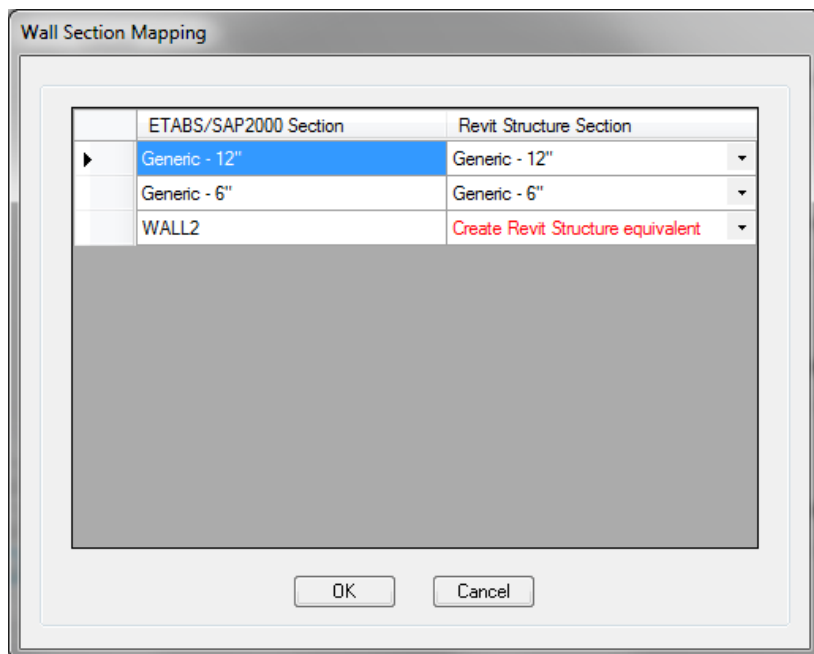 Wall Section Mapping
ETABS/SAP2000 Section Revit Structure Section
Generic - 12" Generic - 12"
Generic - 6" Generic - 6"
WALL2 Create Revit Structure equivalent
OK Cancel